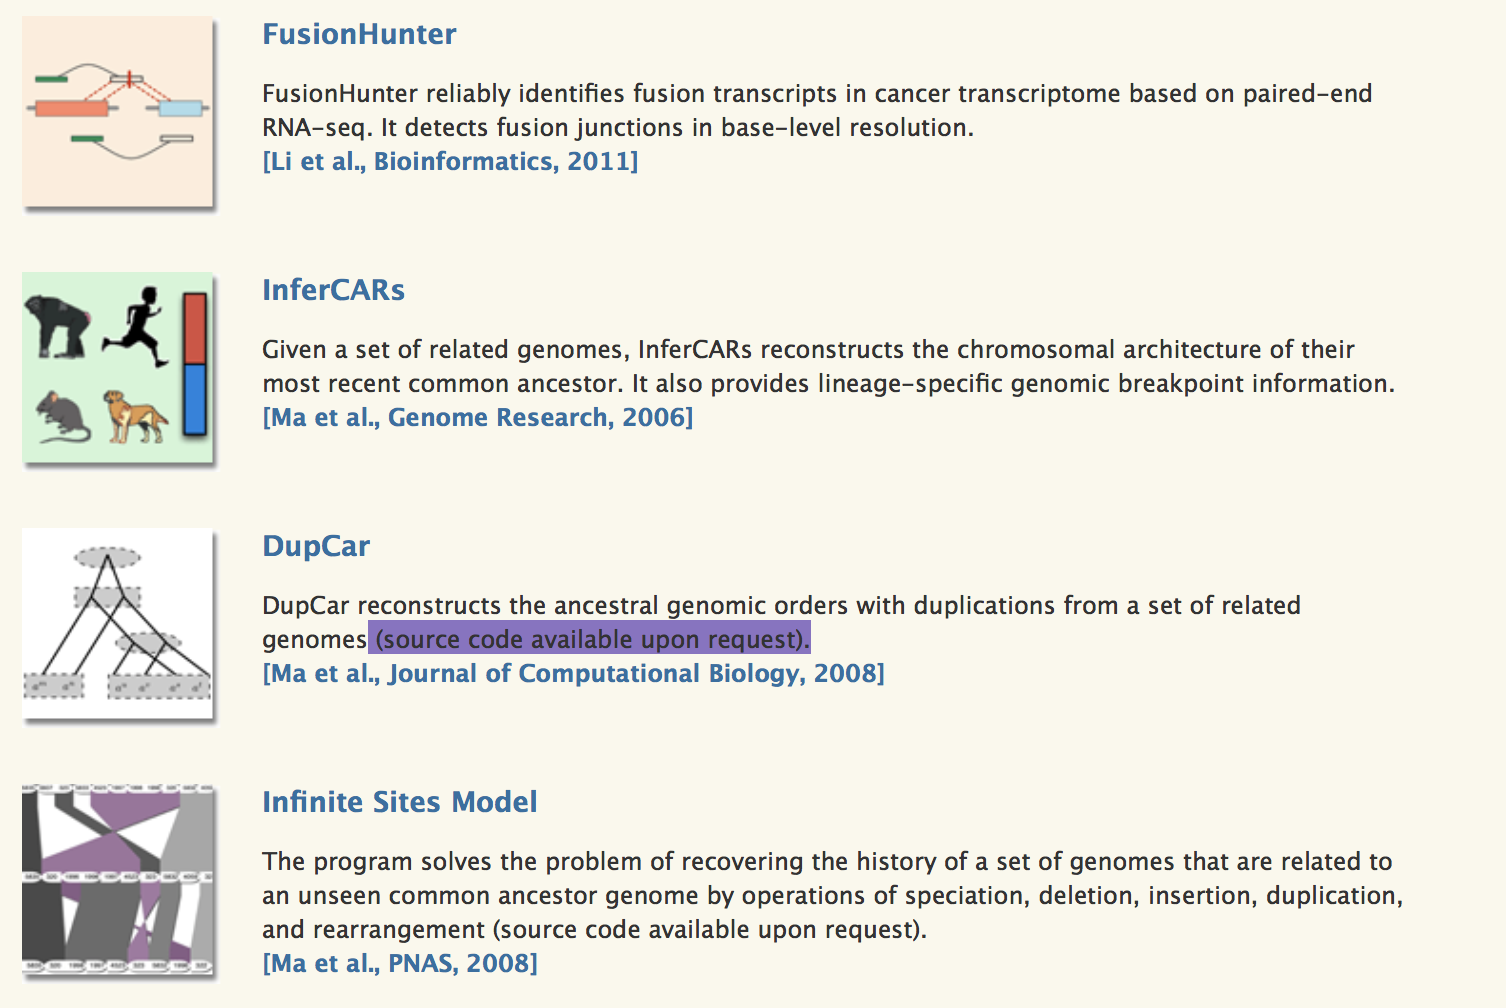 FusionHunter
FusionHunter reliably identifies fusion transcripts in cancer transcriptome based on paired-end
RNA-seq. It detects fusion junctions in base-level resolution.
[Li et al., Bioinformatics, 2011]
InferCARs
Given a set of related genomes, InferCARs reconstructs the chromosomal architecture of their
most recent common ancestor. It also provides lineage-specific genomic breakpoint information.
[Ma et al., Genome Research, 2006]
DupCar
DupCar reconstructs the ancestral genomic orders with duplications from a set of related
genomes (source code available upon request).
[Ma et al., Journal of Computational Biology, 2008]
Infinite Sites Model
The program solves the problem of recovering the history of a set of genomes that are related to
an unseen common ancestor genome by operations of speciation, deletion, insertion, duplication,
and rearrangement (source code available upon request).
[Ma et al., PNAS, 2008]